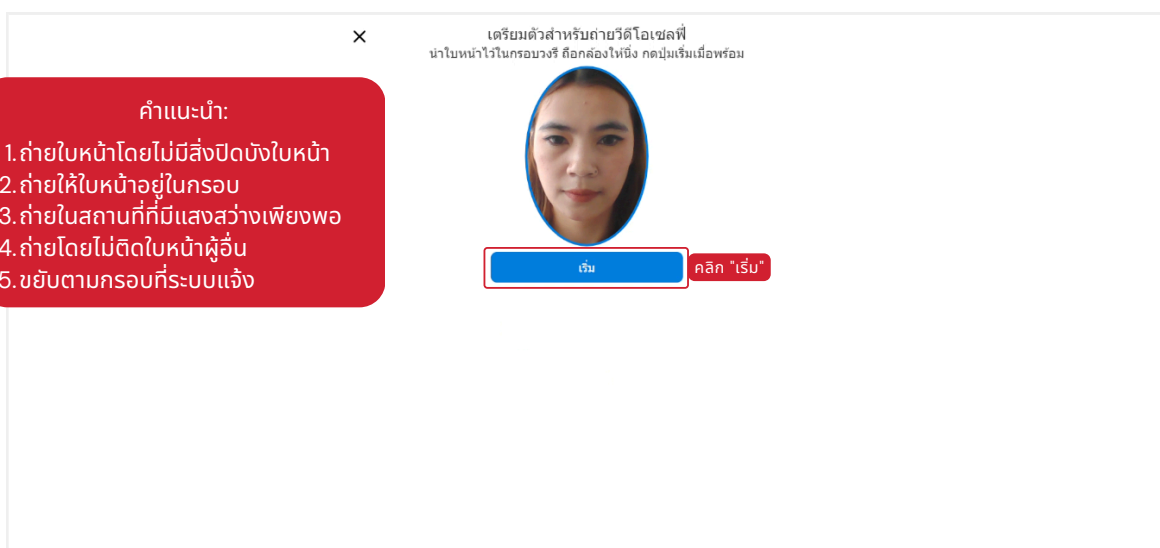 เตรียมตัวสำหรับถ่ายวีดีโอเซลฟี่
นำใบหน้าไว้ในกรอบวงรี ถือกล้องให้นิ่ง กดปุ่มเริ่มเมื่อพร้อม
คำแนะนำ:
1. ถ่ายใบหน้าโดยไม่มีสิ่งปิดบังใบหน้า
2. ถ่ายให้ใบหน้าอยู่ในกรอบ
3. ถ่ายในสถานที่ที่มีแสงสว่างเพียงพอ
4. ถ่ายโดยไม่ติดใบหน้าผู้อื่น
5. ขยับตามกรอบที่ระบบแจ้ง
เริ่ม
คลิก "เริ่ม"